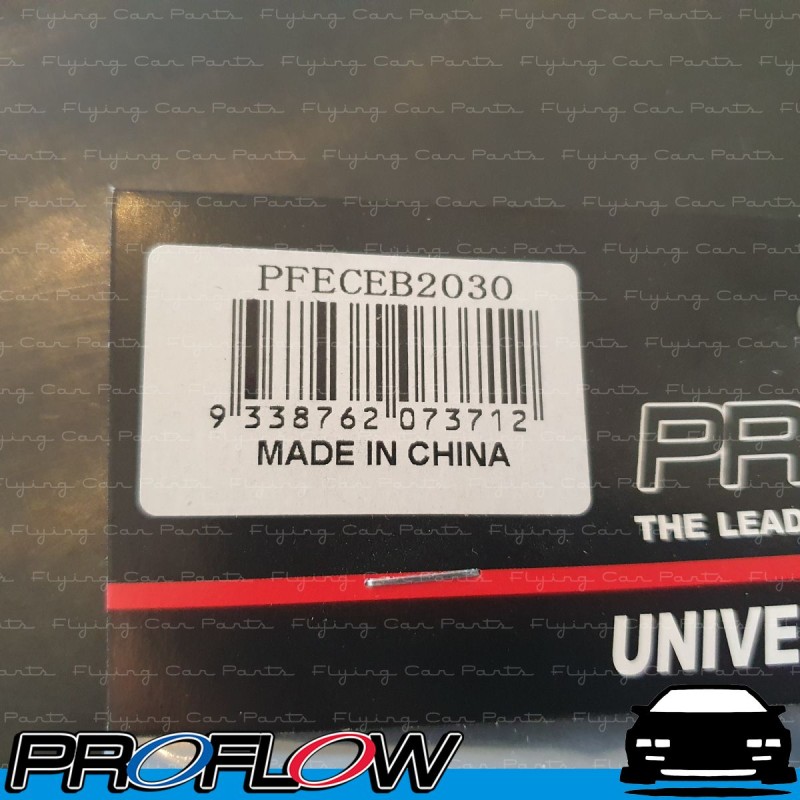 PFECEB2030
9 338762 073712
MADE IN CHINA
PR
THE LEAD
UNIVE
PROFLOW
Flying Car Parts